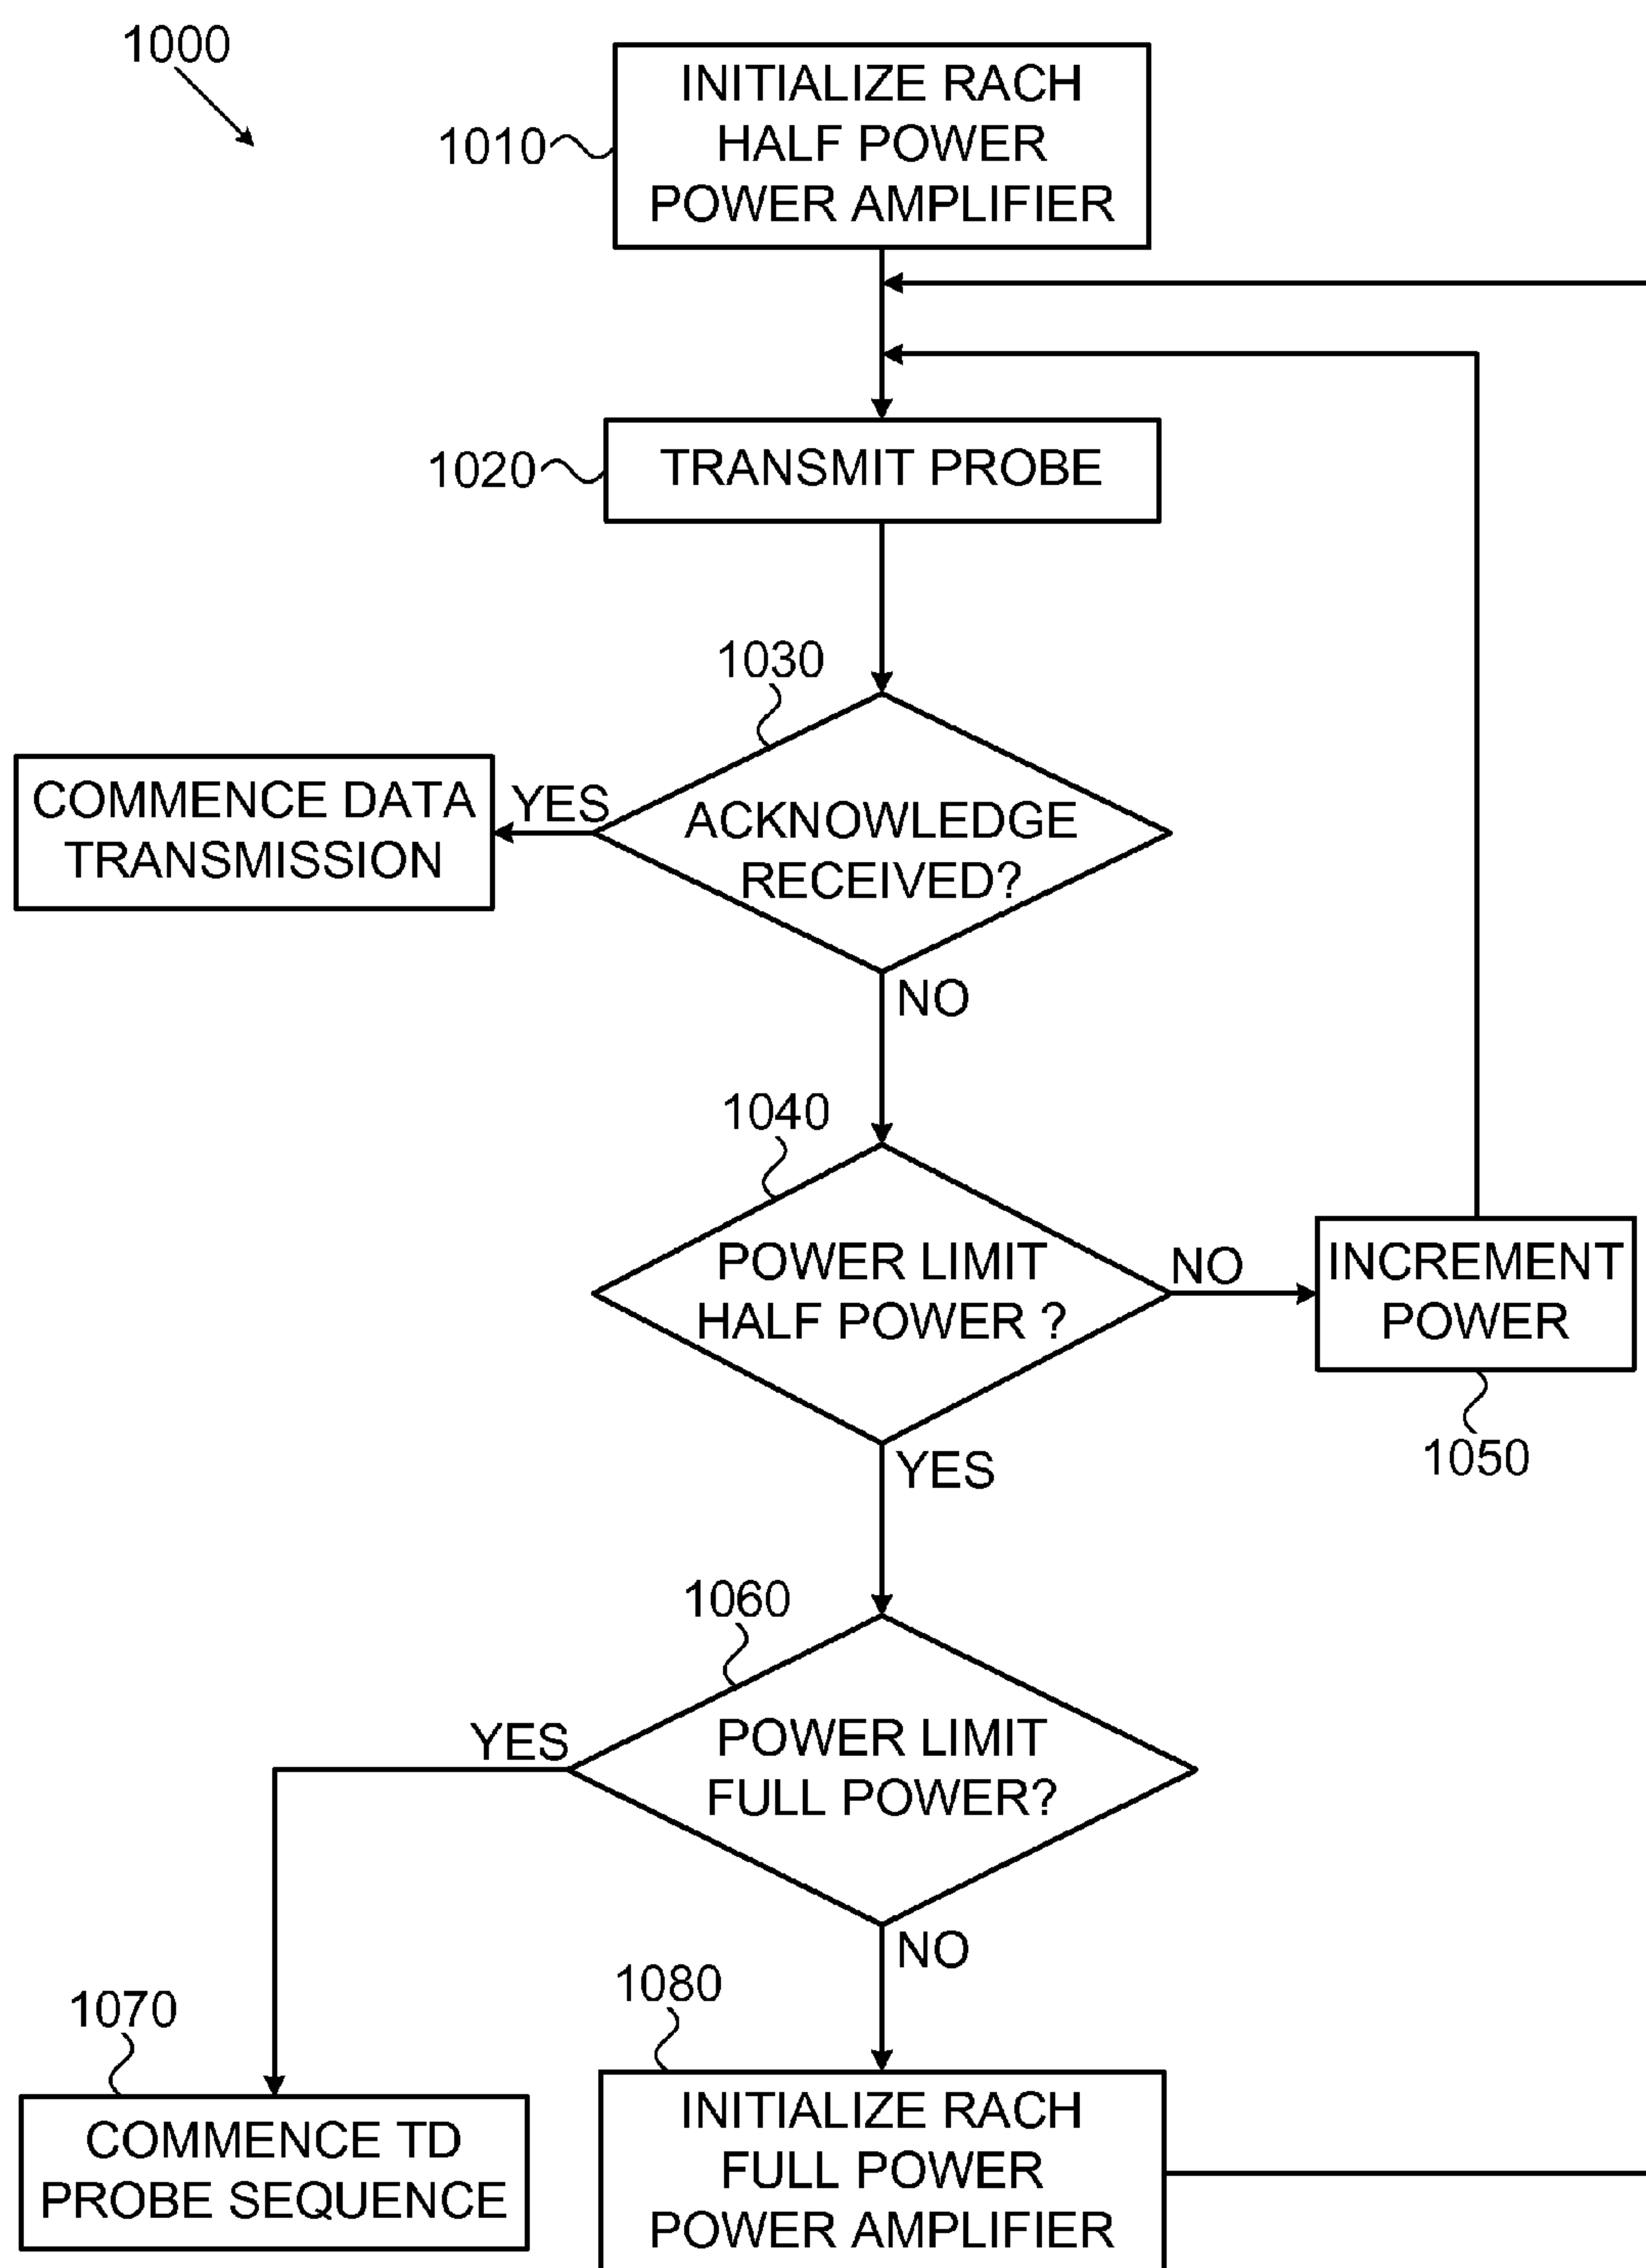 1000
INITIALIZE RACH
HALF POWER
POWER AMPLIFIER
1010
TRANSMIT PROBE
1020
1030
ACKNOWLEDGE
RECEIVED?
YES
COMMENCE DATA
TRANSMISSION
NO
1040
POWER LIMIT
HALF POWER ?
NO
INCREMENT
POWER
1050
YES
1060
POWER LIMIT
FULL POWER?
YES
NO
1070
COMMENCE TD
PROBE SEQUENCE
1080
INITIALIZE RACH
FULL POWER
POWER AMPLIFIER